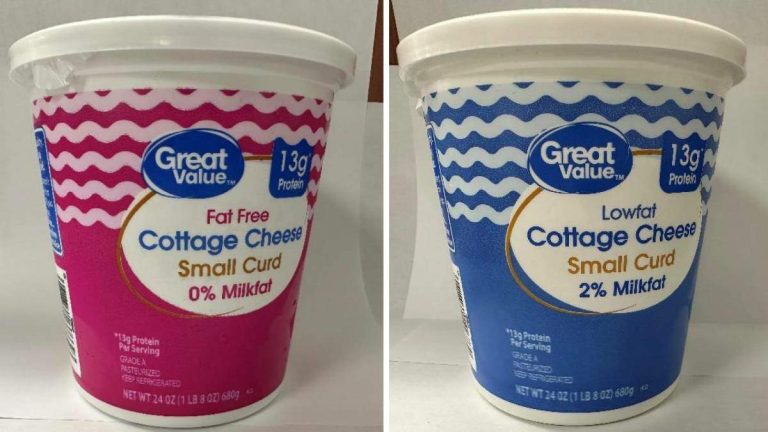 Great
Value™
13g*
Protein
Fat Free
Cottage Cheese
Small Curd
0% Milkfat
*13g Protein
Per Serving
GRADE A
PASTEURIZED
KEEP REFRIGERATED
NET WT 24 OZ (1 LB 8 OZ) 680g
Great
Value™
13g*
Protein
Lowfat
Cottage Cheese
Small Curd
2% Milkfat
*13g Protein
Per Serving
GRADE A
PASTEURIZED
KEEP REFRIGERATED
NET WT 24 OZ (1 LB 8 OZ) 680g